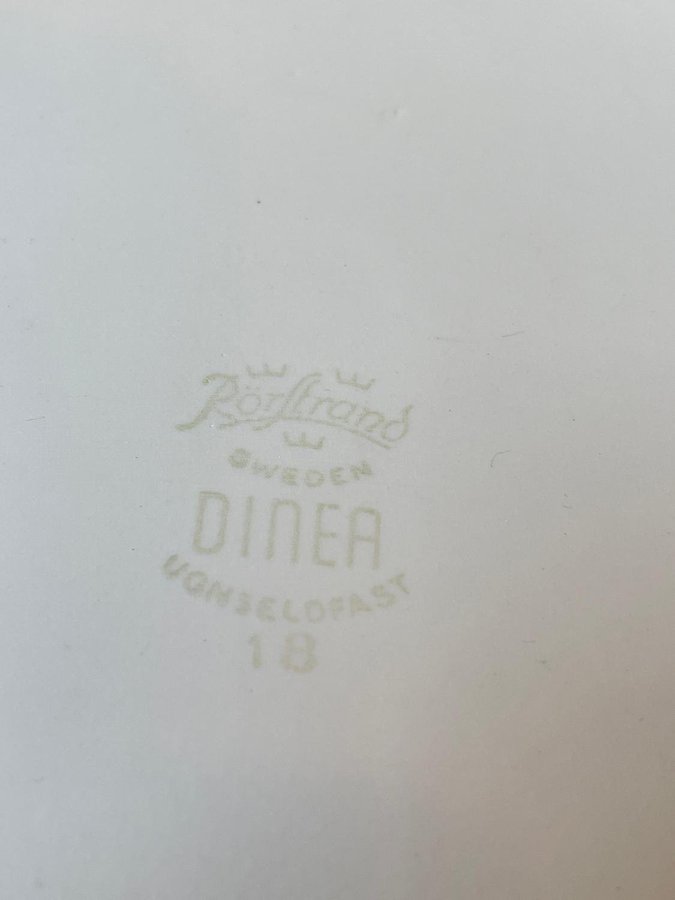 Rörstrand
SWEDEN
DINEA
UGNSELDFAST
18